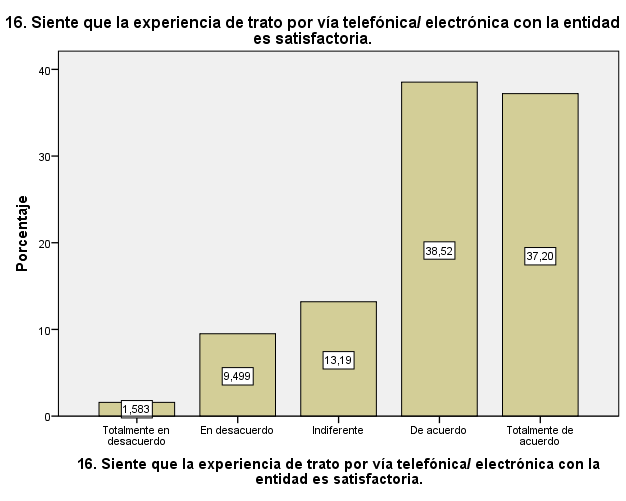 16. Siente que la experiencia de trato por vía telefónica/ electrónica con la entidad
es satisfactoria.
Porcentaje
40
30
20
10
0
1,583
9,499
13,19
38,52
37,20
Totalmente en
desacuerdo
En desacuerdo
Indiferente
De acuerdo
Totalmente de
acuerdo
16. Siente que la experiencia de trato por vía telefónica/ electrónica con la
entidad es satisfactoria.